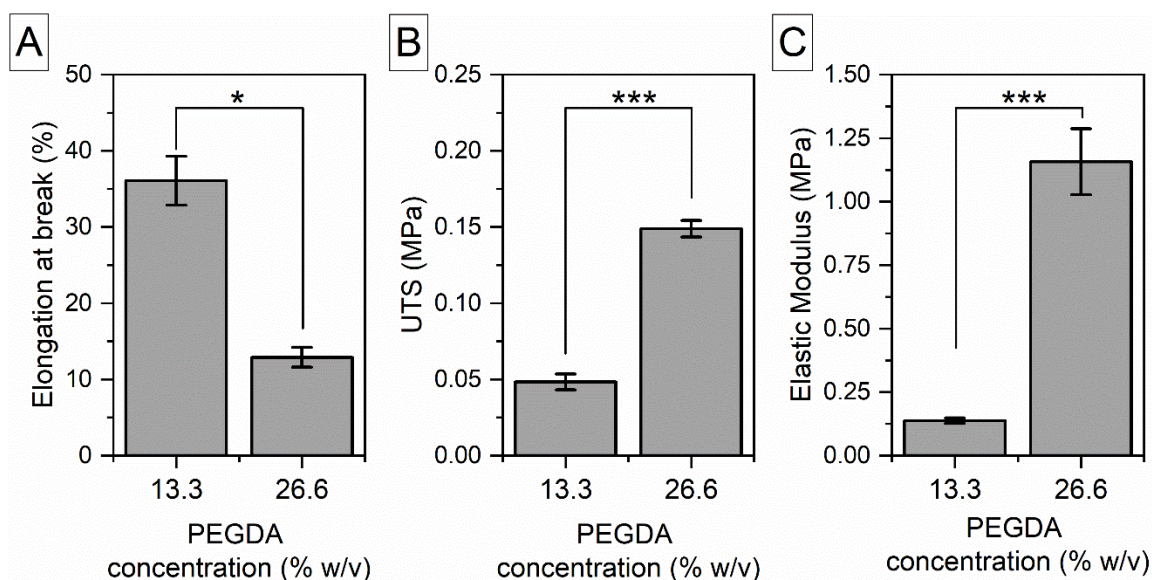 A
50
40
30
20
10
0
Elongation at break (%)
*
13.3 26.6
PEGDA
concentration (% w/v)
B
0.25
0.20
0.15
0.10
0.05
0.00
UTS (MPa)
***
13.3 26.6
PEGDA
concentration (% w/v)
C
1.50
1.25
1.00
0.75
0.50
0.25
0.00
Elastic Modulus (MPa)
***
13.3 26.6
PEGDA
concentration (% w/v)